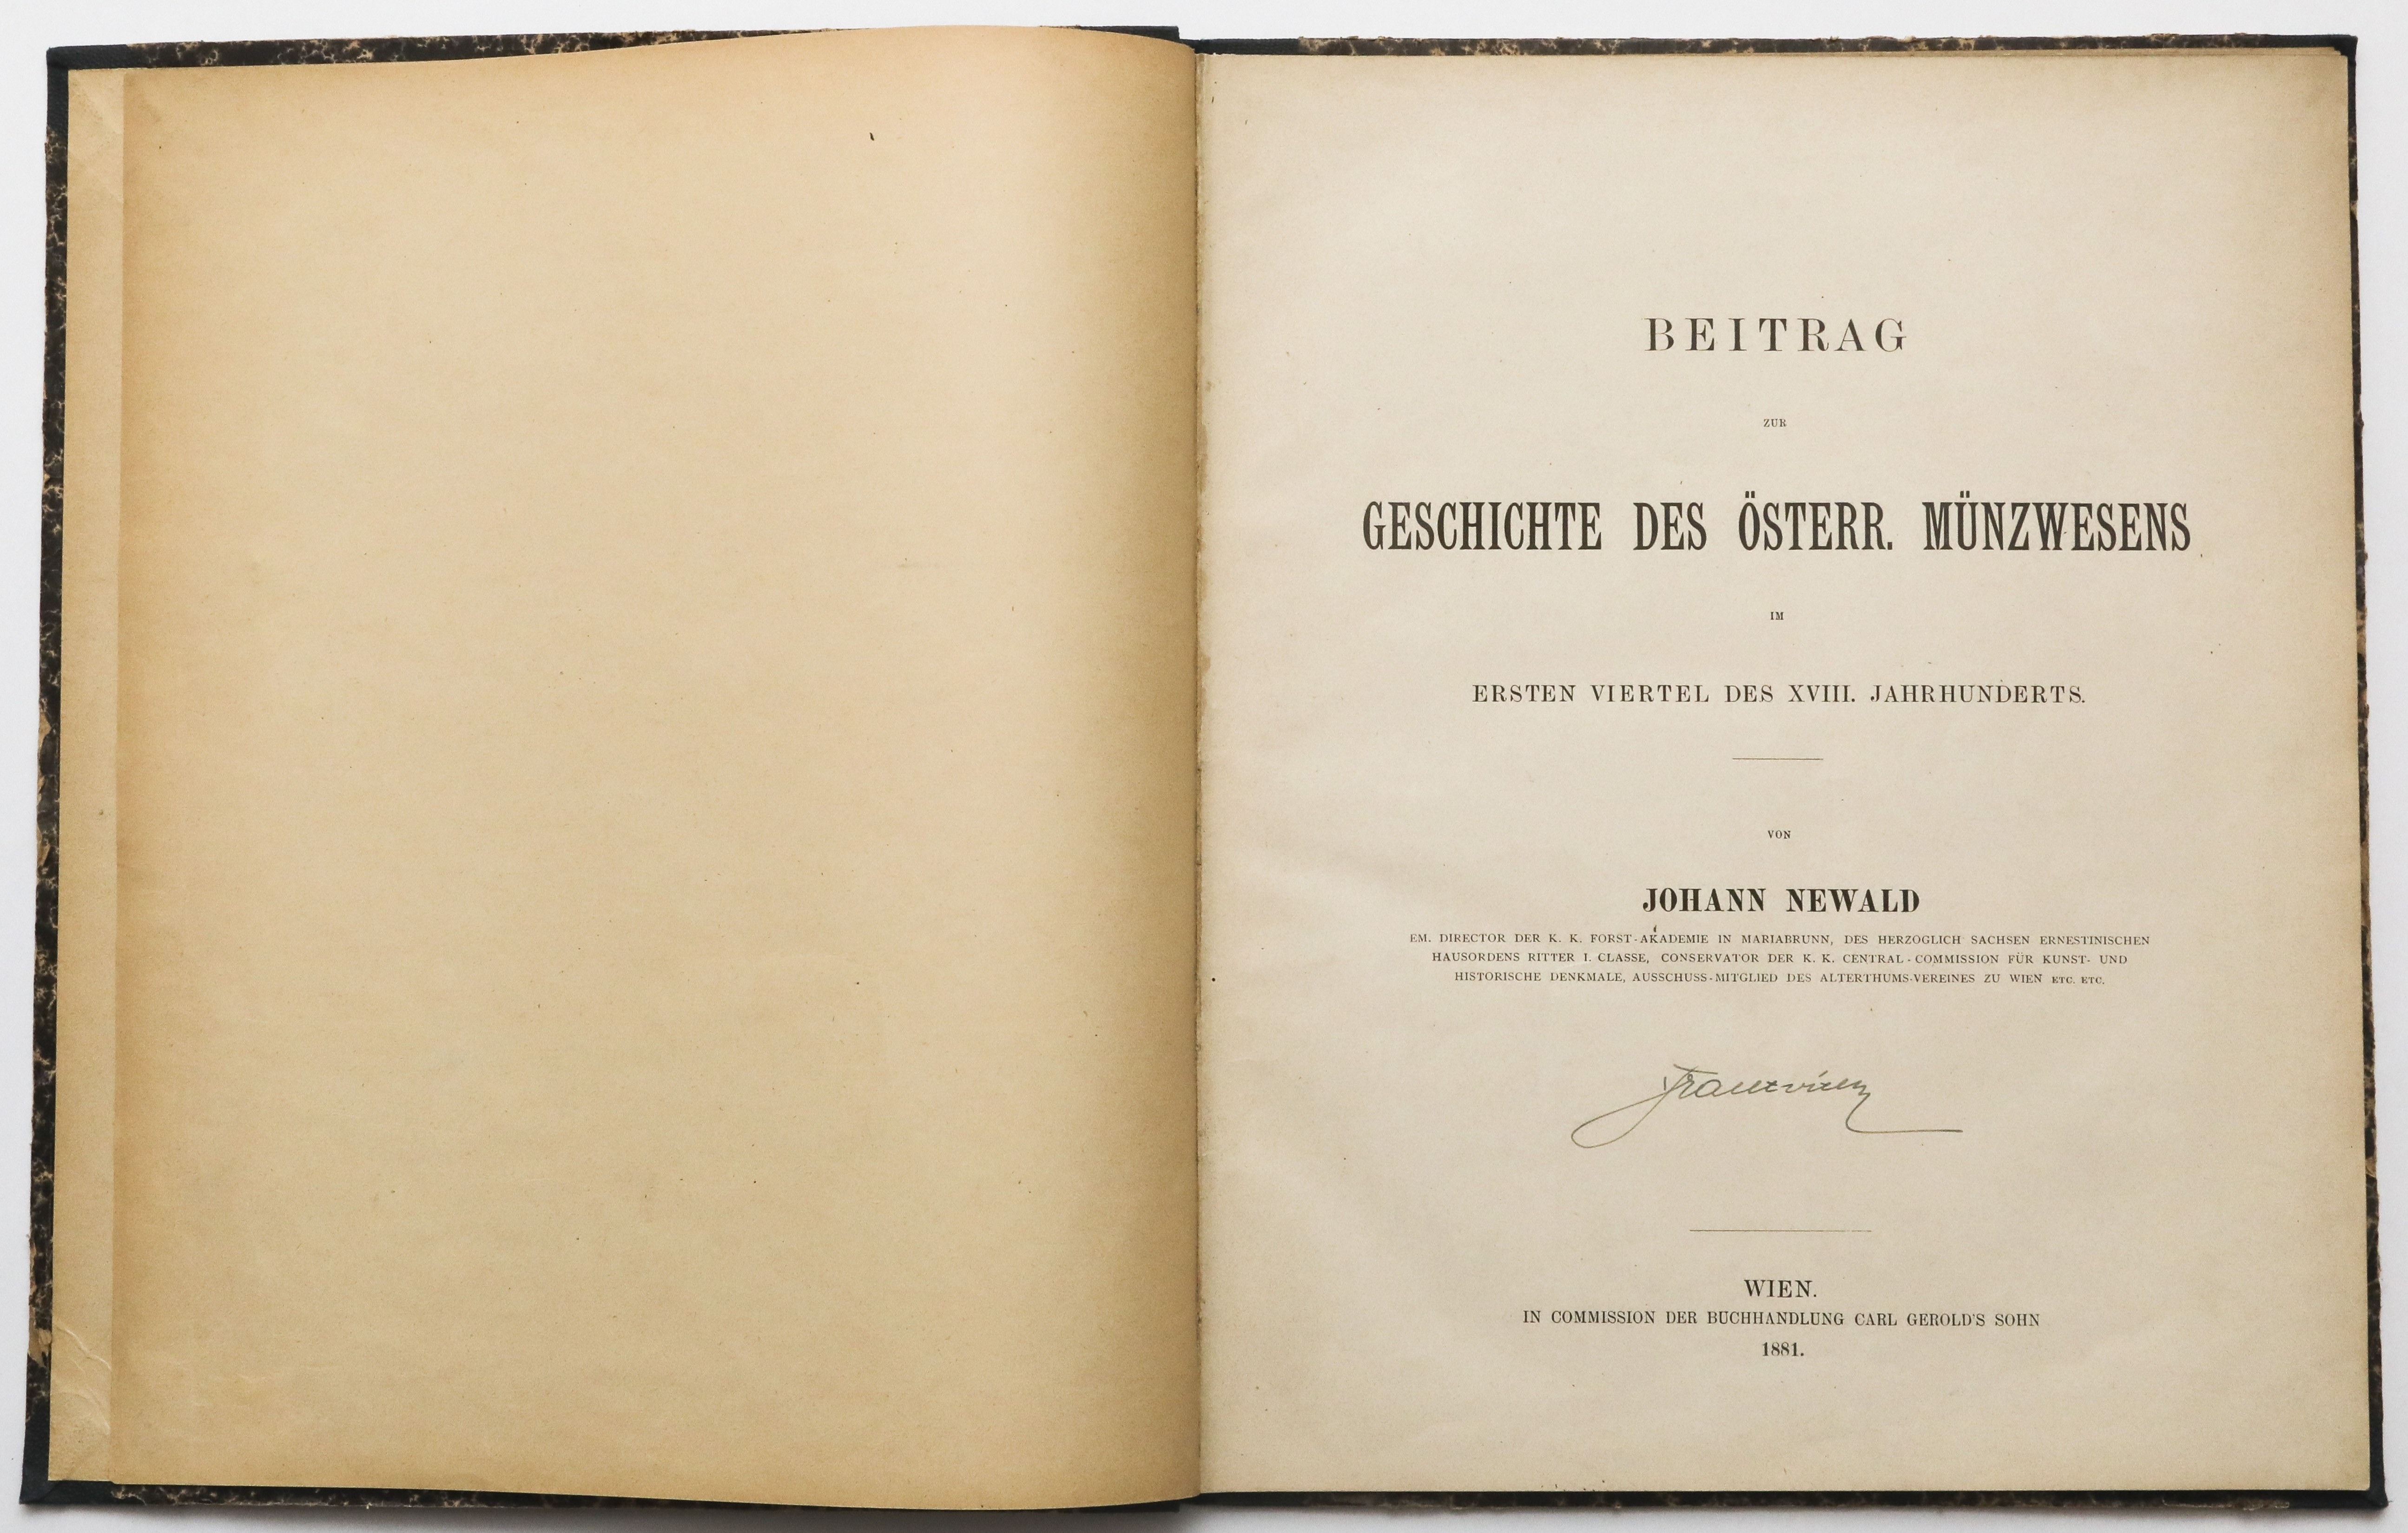 BEITRAG
ZUR
GESCHICHTE DES ÖSTERR. MÜNZWESENS
IM
ERSTEN VIERTEL DES XVIII. JAHRHUNDERTS.
VON
JOHANN NEWALD
EM. DIRECTOR DER K. K. FORST-AKADEMIE IN MARIABRUNN, DES HERZOGLICH SACHSEN ERNESTINISCHEN
HAUSORDENS RITTER I. CLASSE, CONSERVATOR DER K. K. CENTRAL-COMMISSION FÜR KUNST- UND
HISTORISCHE DENKMALE, AUSSCHUSS-MITGLIED DES ALTERTHUMS-VEREINES ZU WIEN ETC. ETC.
WIEN.
IN COMMISSION DER BUCHHANDLUNG CARL GEROLD'S SOHN
1881.